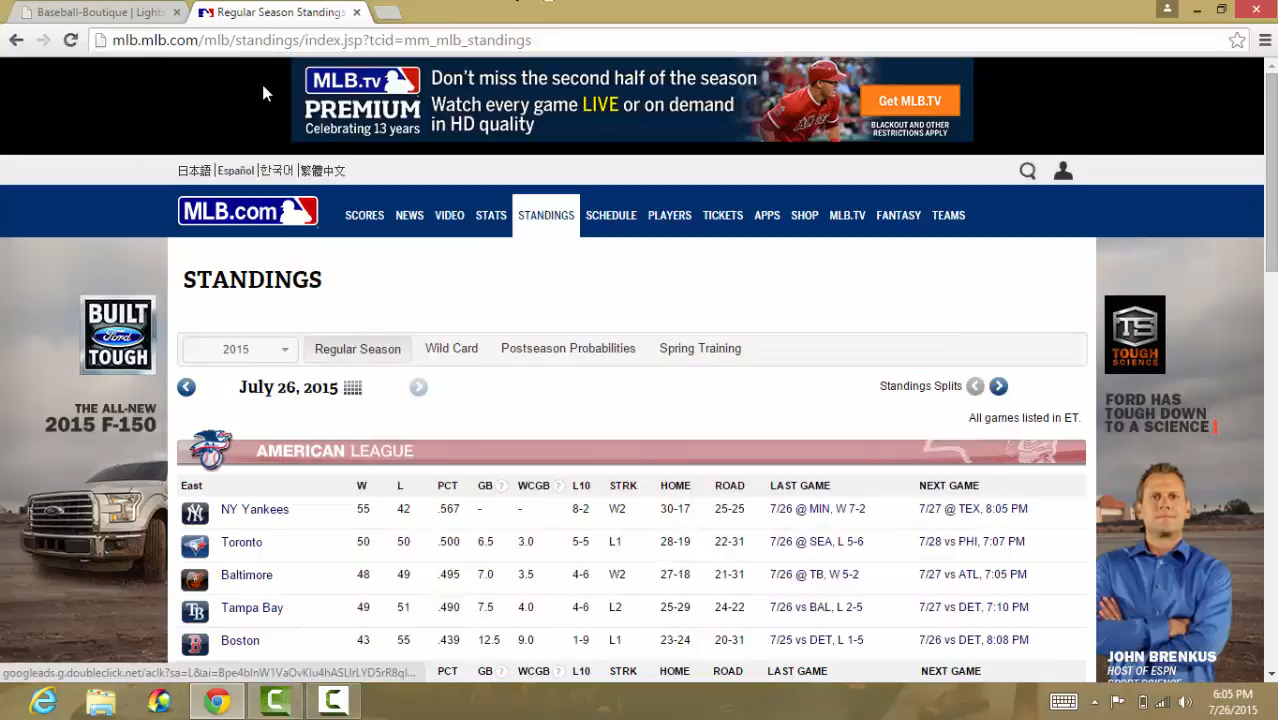 Baseball-Boutique | Lights
Regular Season Standings
mlb.mlb.com/mlb/standings/index.jsp?tcid=mm_mlb_standings
MLB.TV
PREMIUM
Celebrating 13 years
Don't miss the second half of the season
Watch every game LIVE or on demand
in HD quality
Get MLB.TV
BLACKOUT AND OTHER
RESTRICTIONS APPLY
日本語 |Español |한국어 |繁體中文
MLB.com SCORES NEWS VIDEO STATS STANDINGS SCHEDULE PLAYERS TICKETS APPS SHOP MLB.TV FANTASY TEAMS
STANDINGS
2015 Regular Season Wild Card Postseason Probabilities Spring Training
July 26, 2015 Standings Splits
All games listed in ET.
AMERICAN LEAGUE
East W L PCT GB ? WCGB ? L10 STRK HOME ROAD LAST GAME NEXT GAME
NY Yankees 55 42 .567 - - 8-2 W2 30-17 25-25 7/26 @ MIN, W 7-2 7/27 @ TEX, 8:05 PM
Toronto 50 50 .500 6.5 3.0 5-5 L1 28-19 22-31 7/26 @ SEA, L 5-6 7/28 vs PHI, 7:07 PM
Baltimore 48 49 .495 7.0 3.5 4-6 W2 27-18 21-31 7/26 @ TB, W 5-2 7/27 vs ATL, 7:05 PM
TB Tampa Bay 49 51 .490 7.5 4.0 4-6 L2 25-29 24-22 7/26 vs BAL, L 2-5 7/27 vs DET, 7:10 PM
B Boston 43 55 .439 12.5 9.0 1-9 L1 23-24 20-31 7/25 vs DET, L 1-5 7/26 vs DET, 8:08 PM
PCT GB ? WCGB ? L10 STRK HOME ROAD LAST GAME NEXT GAME
BUILT
Ford
TOUGH
THE ALL-NEW
2015 F-150
TS
TOUGH
SCIENCE
FORD HAS
TOUGH DOWN
TO A SCIENCE
JOHN BRENKUS
HOST OF ESPN
SPORT SCIENCE
6:05 PM
7/26/2015